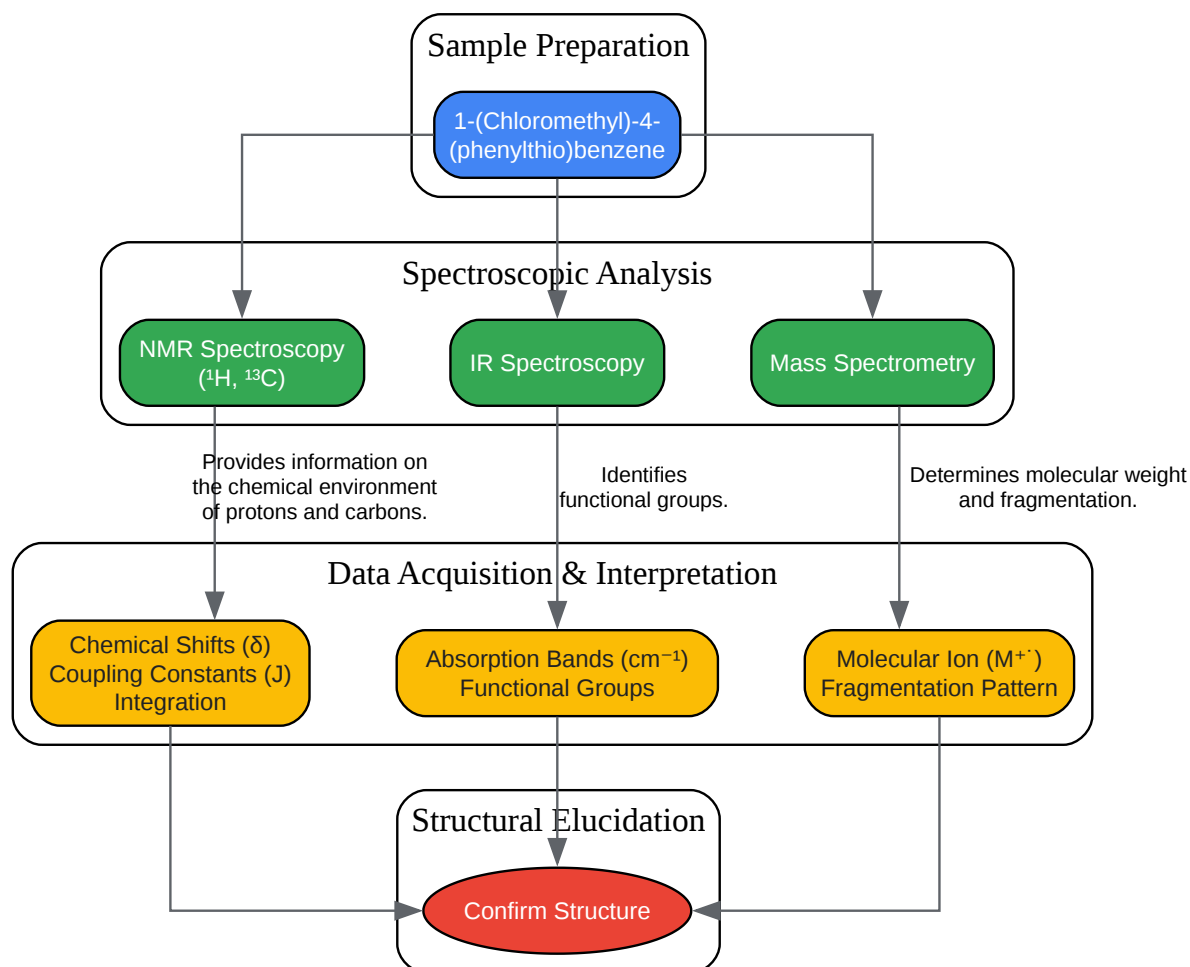 Sample Preparation
1-(Chloromethyl)-4-
(phenylthio)benzene
Spectroscopic Analysis
NMR Spectroscopy
(¹H, ¹³C)
IR Spectroscopy
Mass Spectrometry
Provides information on
the chemical environment
of protons and carbons.
Identifies
functional groups.
Determines molecular weight
and fragmentation.
Data Acquisition & Interpretation
Chemical Shifts (δ)
Coupling Constants (J)
Integration
Absorption Bands (cm⁻¹)
Functional Groups
Molecular Ion (M⁺˙)
Fragmentation Pattern
Structural Elucidation
Confirm Structure